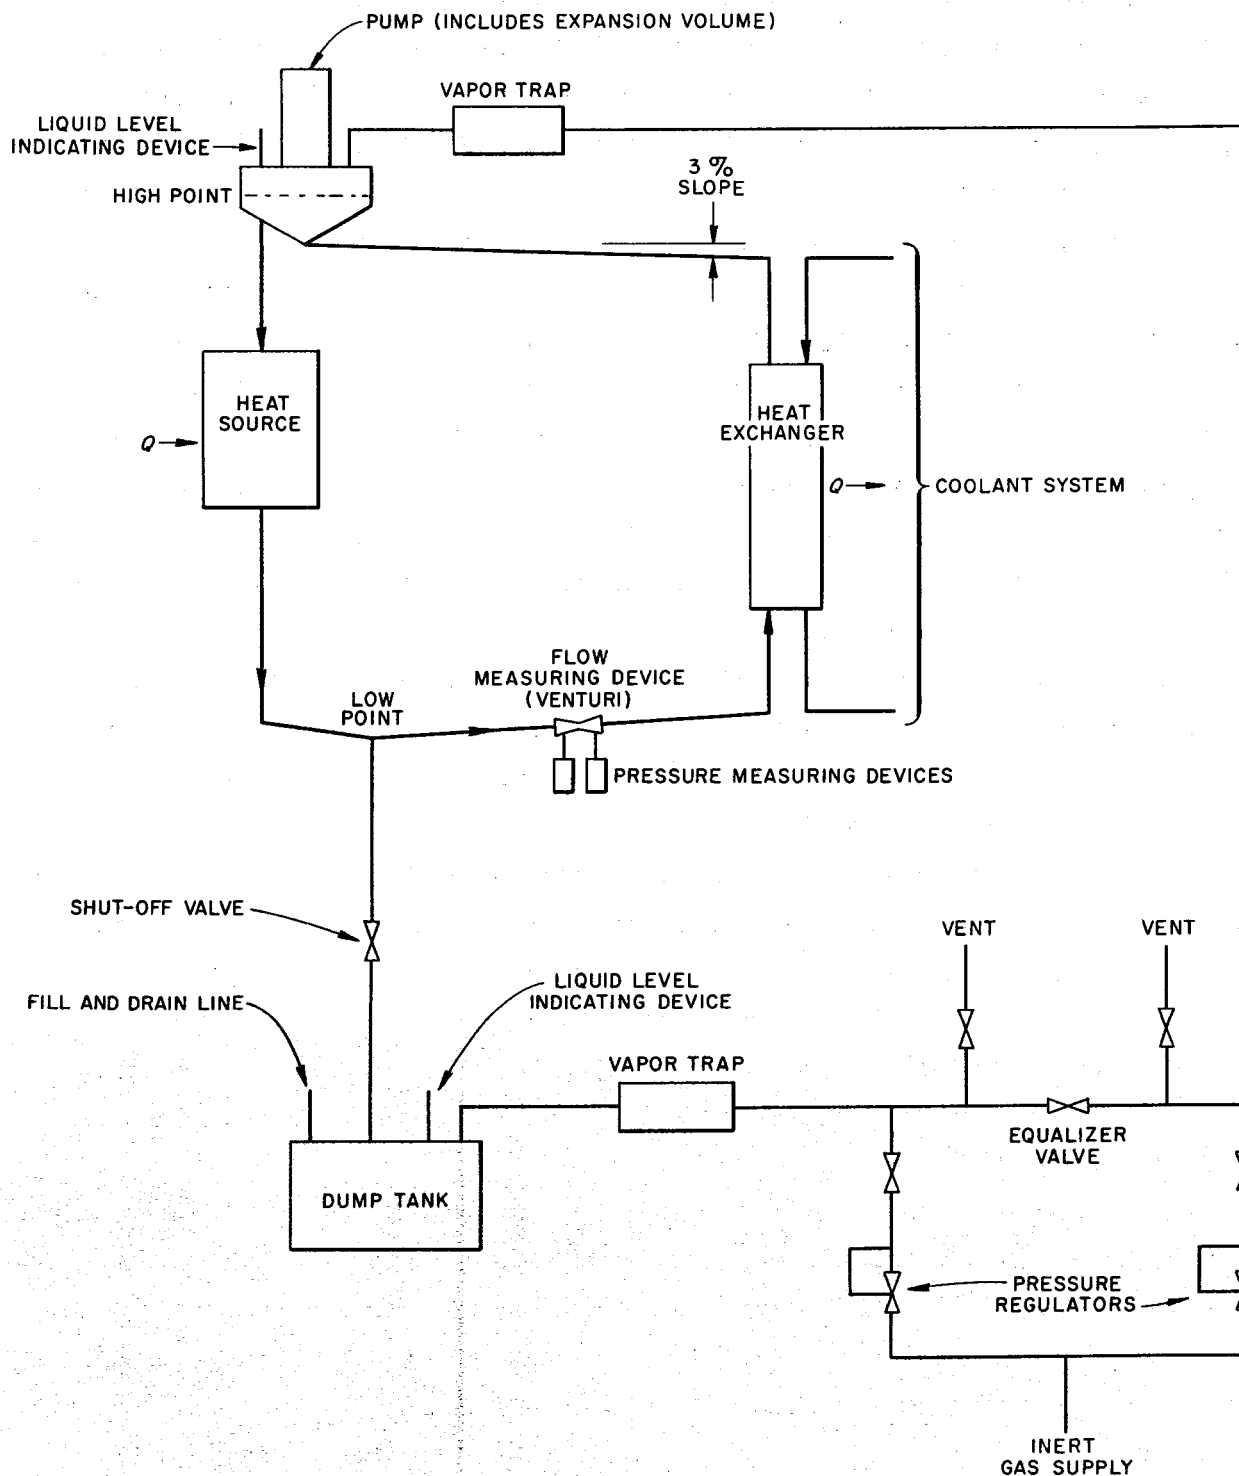 PUMP (INCLUDES EXPANSION VOLUME)
VAPOR TRAP
LIQUID LEVEL
INDICATING DEVICE
3 %
SLOPE
HIGH POINT
HEAT
SOURCE
Q
HEAT
EXCHANGER
Q
COOLANT SYSTEM
FLOW
MEASURING DEVICE
(VENTURI)
LOW
POINT
PRESSURE MEASURING DEVICES
SHUT-OFF VALVE
VENT
VENT
LIQUID LEVEL
INDICATING DEVICE
FILL AND DRAIN LINE
VAPOR TRAP
EQUALIZER
VALVE
DUMP TANK
PRESSURE
REGULATORS
INERT
GAS SUPPLY